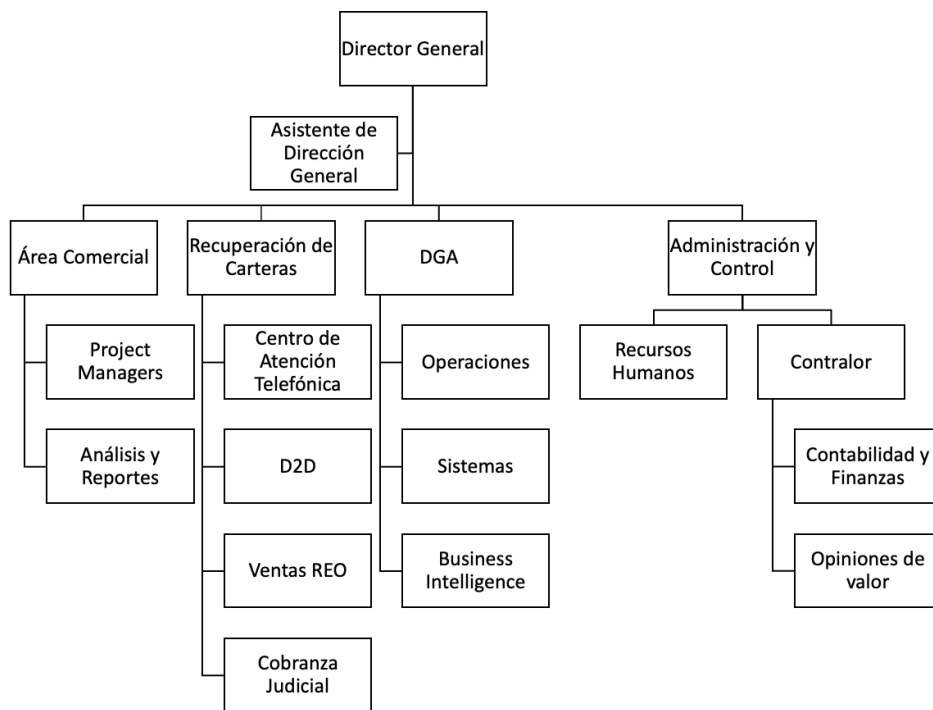 Director General
Asistente de
Dirección
General
Área Comercial
Recuperación de
Carteras
DGA
Administración y
Control
Project
Managers
Centro de
Atención
Telefónica
Operaciones
Recursos
Humanos
Contralor
Análisis y
Reportes
D2D
Sistemas
Contabilidad y
Finanzas
Ventas REO
Business
Intelligence
Opiniones de
valor
Cobranza
Judicial